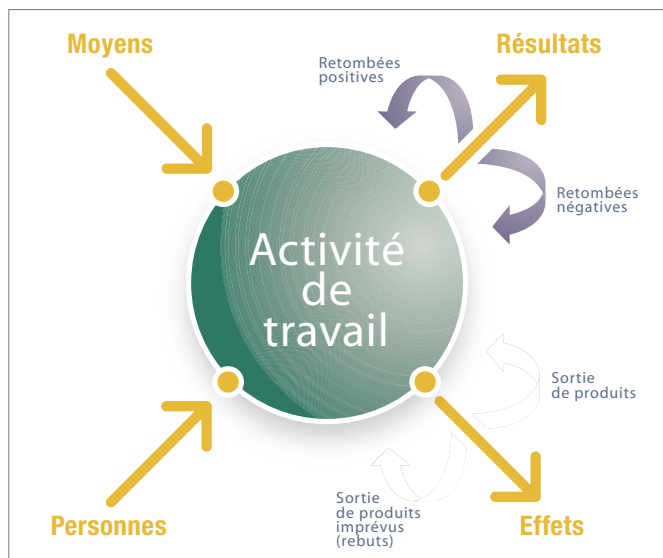 Moyens
Résultats
Retombées
positives
Retombées
négatives
Activité
de
travail
Sortie
de produits
Sortie
de produits
imprévus
(rebuts)
Personnes
Effets